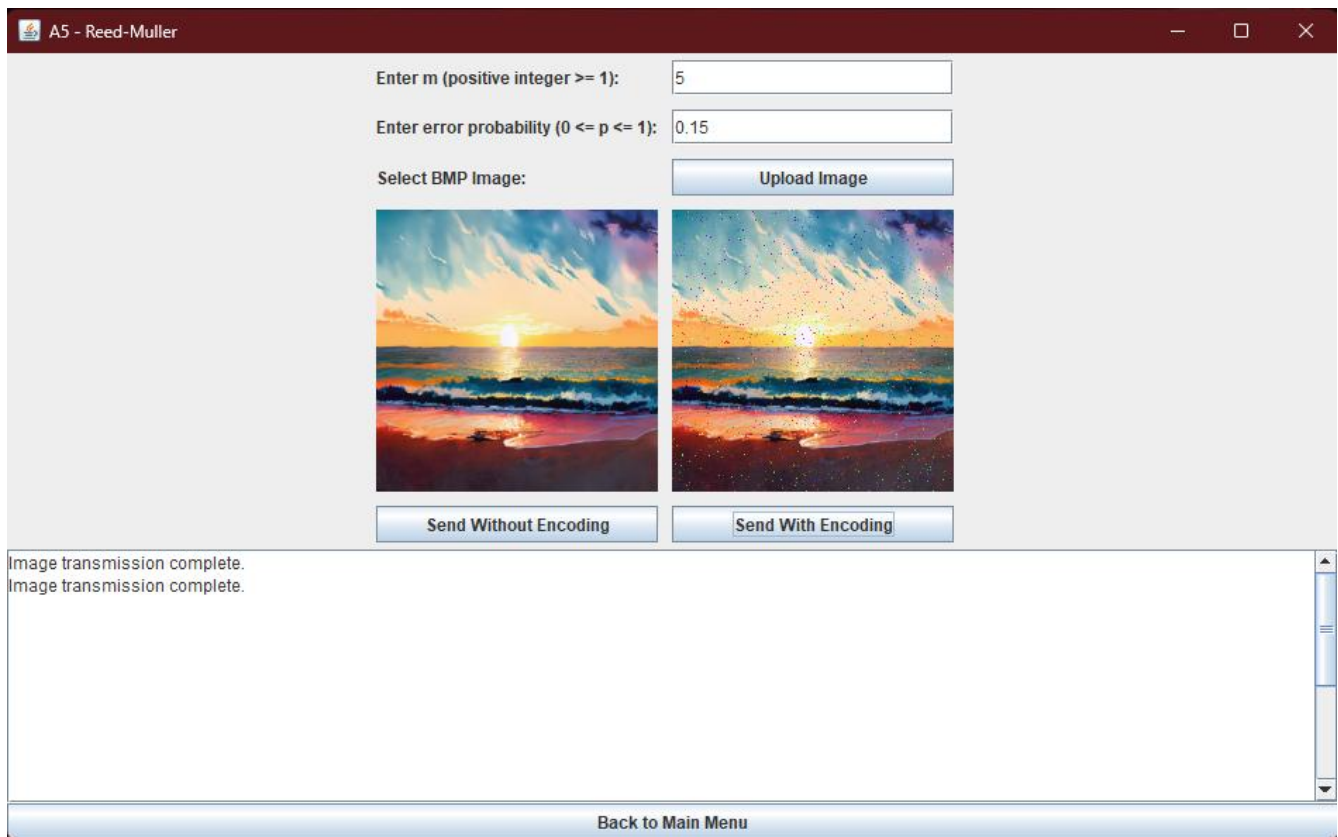 A5 - Reed-Muller
Enter m (positive integer >= 1):
5
Enter error probability (0 <= p <= 1):
0.15
Select BMP Image:
Upload Image
Send Without Encoding
Send With Encoding
Image transmission complete.
Image transmission complete.
Back to Main Menu